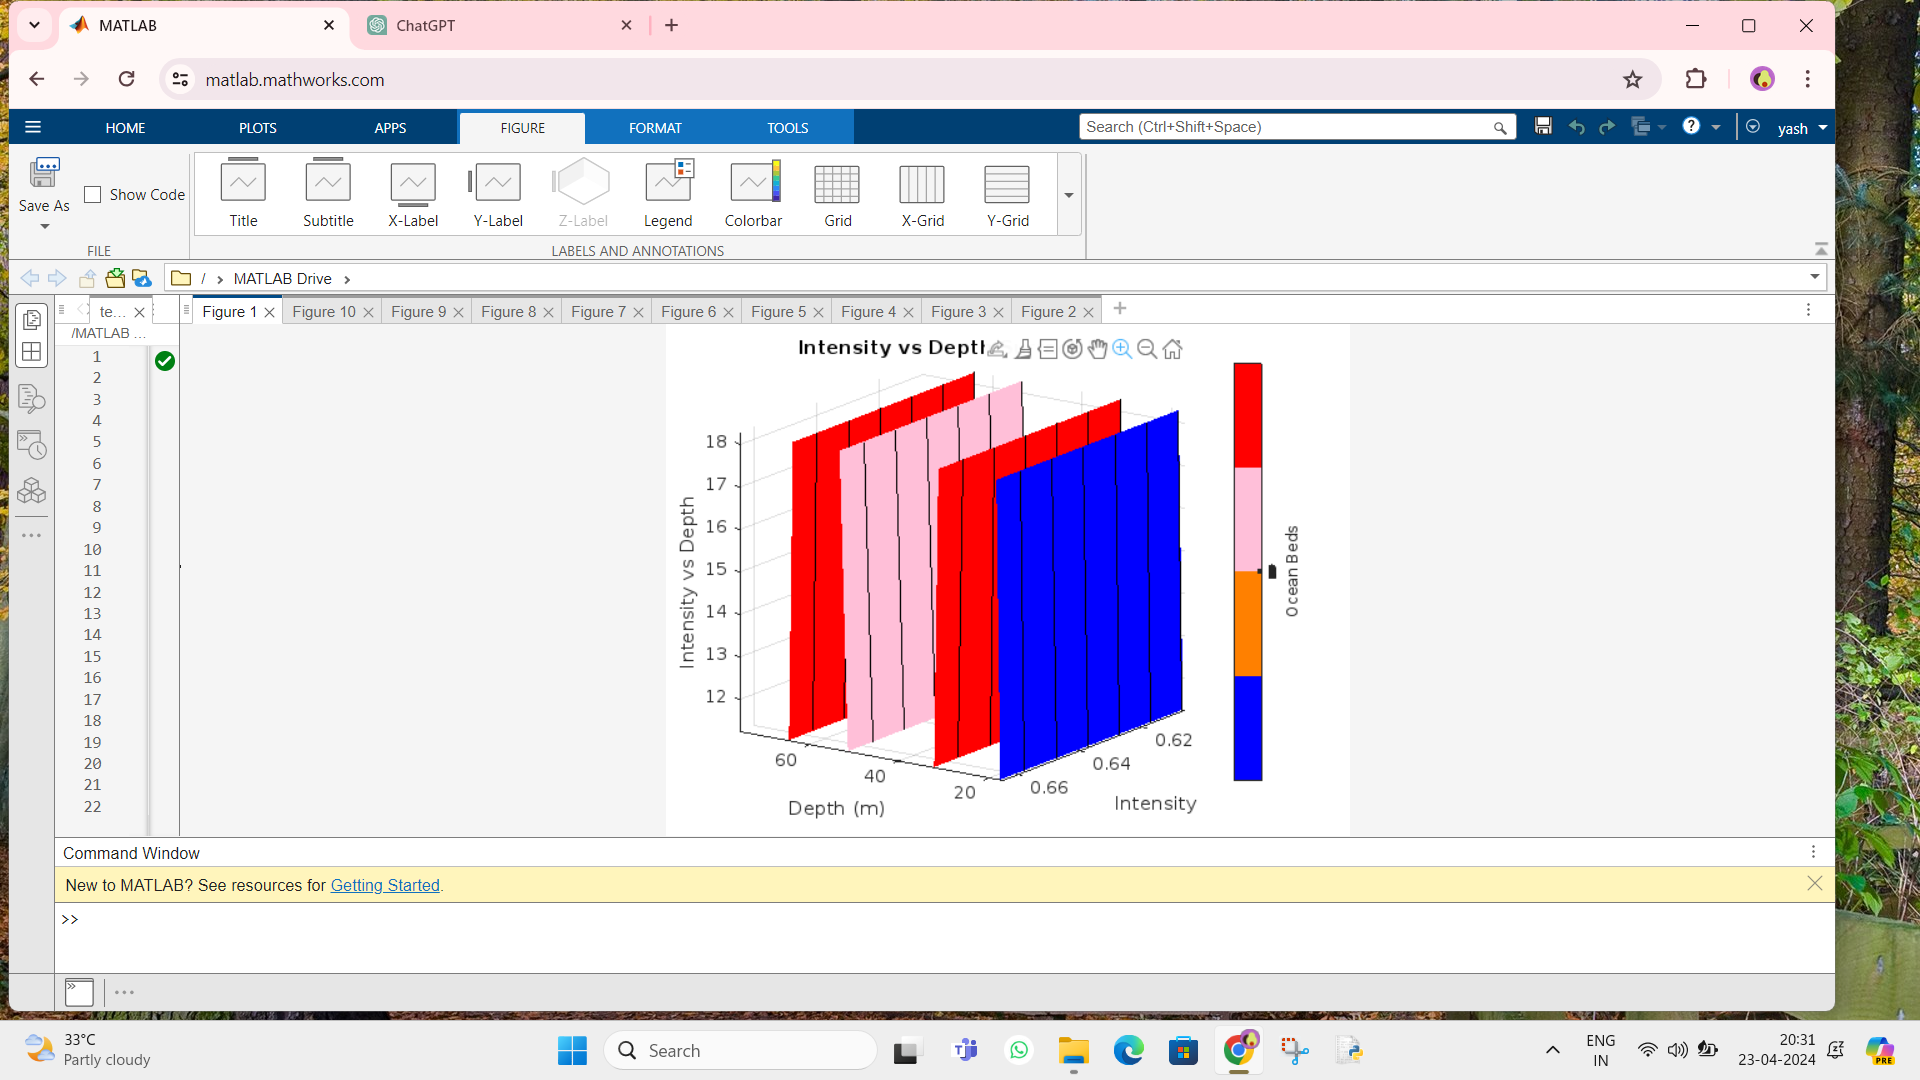 MATLAB
ChatGPT
matlab.mathworks.com
HOME
PLOTS
APPS
FIGURE
FORMAT
TOOLS
Search (Ctrl+Shift+Space)
yash
Save As
Show Code
Title
Subtitle
X-Label
Y-Label
Z-Label
Legend
Colorbar
Grid
X-Grid
Y-Grid
FILE
LABELS AND ANNOTATIONS
/ › MATLAB Drive ›
te...
Figure 1
Figure 10
Figure 9
Figure 8
Figure 7
Figure 6
Figure 5
Figure 4
Figure 3
Figure 2
/MATLAB ...
1
2
3
4
5
6
7
8
9
10
11
12
13
14
15
16
17
18
19
20
21
22
Intensity vs Depth
18
17
16
15
14
13
12
Intensity vs Depth
60
40
20
Depth (m)
0.66
0.64
0.62
Intensity
Ocean Beds
Command Window
New to MATLAB? See resources for Getting Started.
>>
33°C
Partly cloudy
Search
ENG
IN
20:31
23-04-2024
PRE